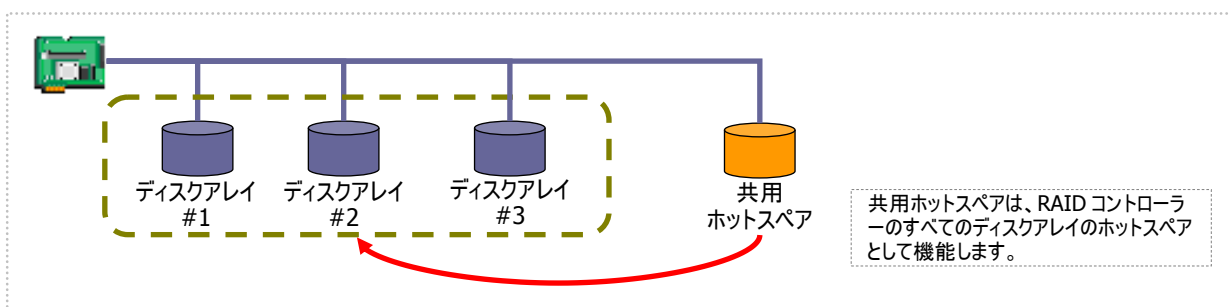 ディスクアレイ
#1
ディスクアレイ
#2
ディスクアレイ
#3
共用
ホットスペア
共用ホットスペアは、RAID コントローラ
ーのすべてのディスクアレイのホットスペア
として機能します。